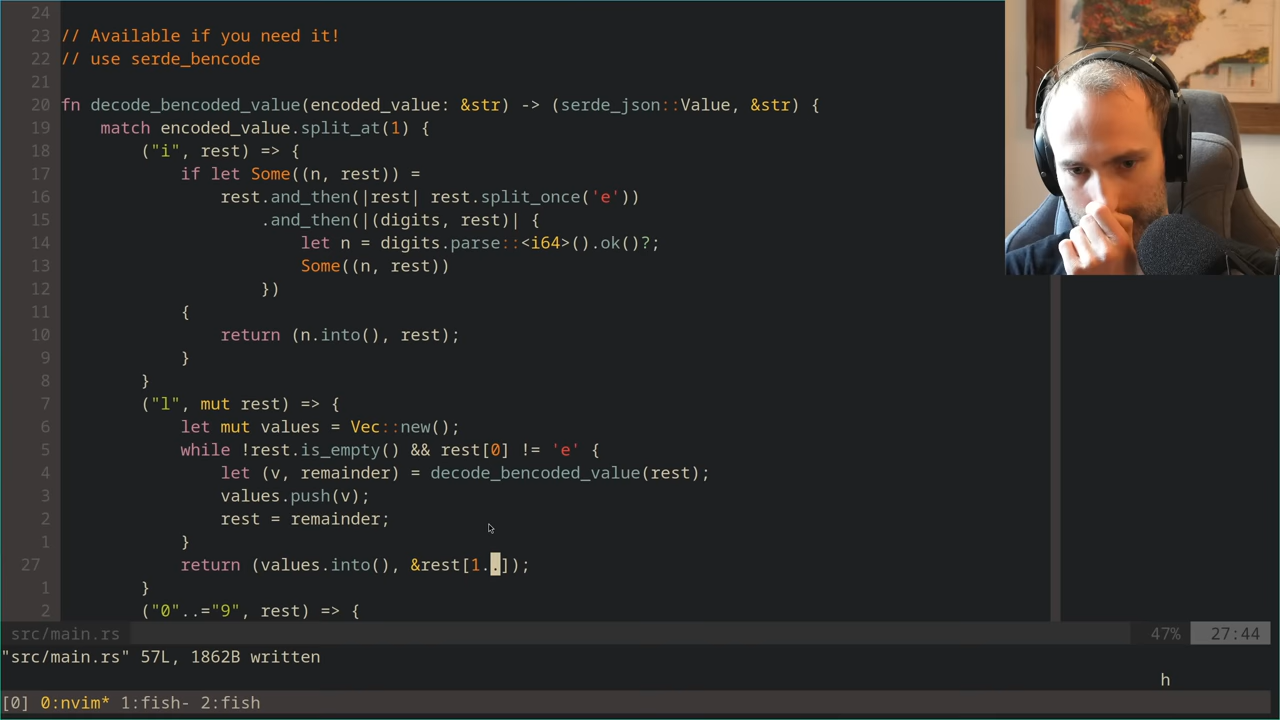 24
23 // Available if you need it!
22 // use serde_bencode
21
20 fn decode_bencoded_value(encoded_value: &str) -> (serde_json::Value, &str) {
19     match encoded_value.split_at(1) {
18         ("i", rest) => {
17             if let Some((n, rest)) =
16                 rest.and_then(|rest| rest.split_once('e'))
15                     .and_then(|(digits, rest)| {
14                         let n = digits.parse::<i64>().ok()?;
13                         Some((n, rest))
12                     })
11             {
10                 return (n.into(), rest);
9             }
8         }
7         ("l", mut rest) => {
6             let mut values = Vec::new();
5             while !rest.is_empty() && rest[0] != 'e' {
4                 let (v, remainder) = decode_bencoded_value(rest);
3                 values.push(v);
2                 rest = remainder;
1             }
27             return (values.into(), &rest[1..]);
1         }
2         ("0"..="9", rest) => {
src/main.rs 47% 27:44
"src/main.rs" 57L, 1862B written
h
[0] 0:nvim* 1:fish- 2:fish